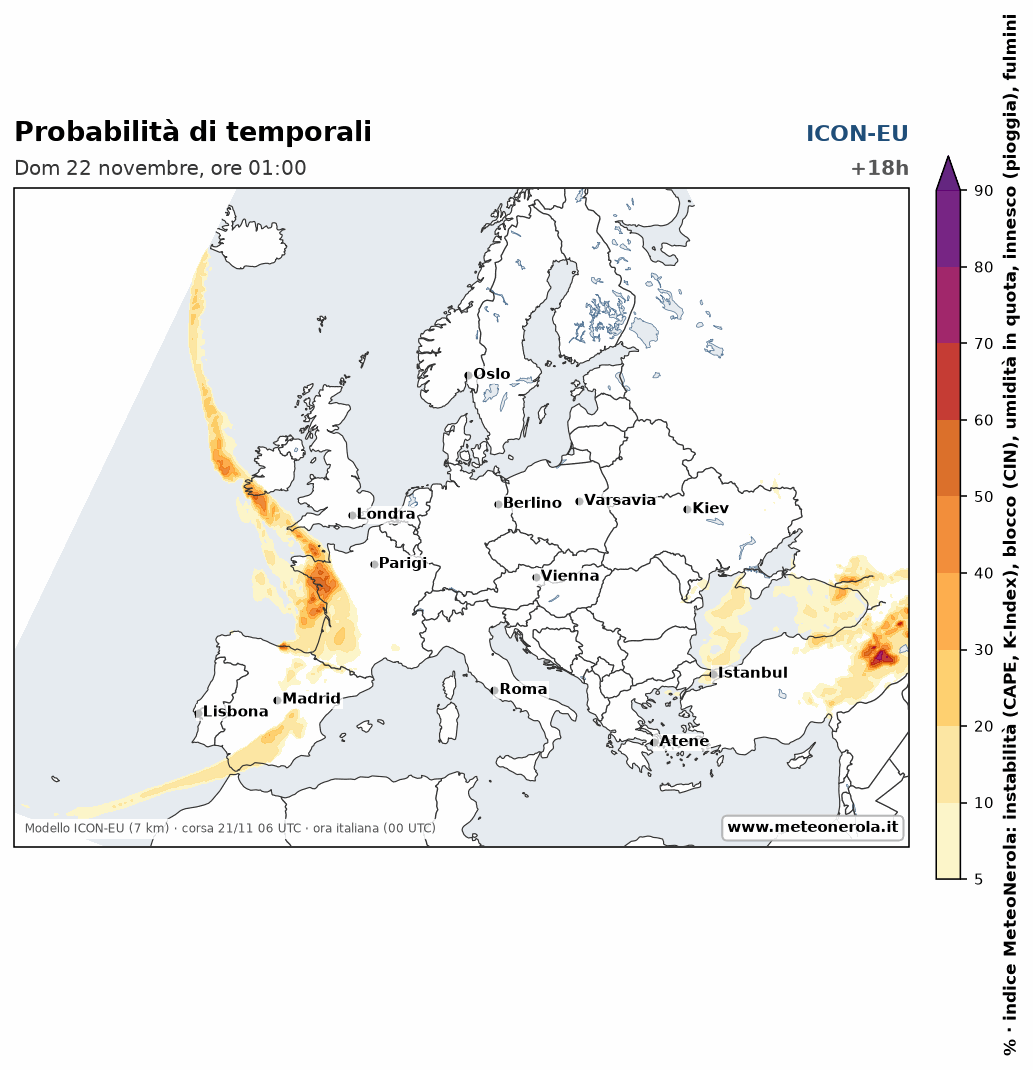 Probabilità di temporali
ICON-EU
Dom 22 novembre, ore 01:00
+18h
Oslo
Londra
Berlino
Varsavia
Kiev
Parigi
Vienna
Istanbul
Roma
Madrid
Lisbona
Atene
Modello ICON-EU (7 km) · corsa 21/11 06 UTC · ora italiana (00 UTC)
www.meteonerola.it
90
80
70
60
50
40
30
20
10
5
% · indice MeteoNerola: instabilità (CAPE, K-Index), blocco (CIN), umidità in quota, innesco (pioggia), fulmini